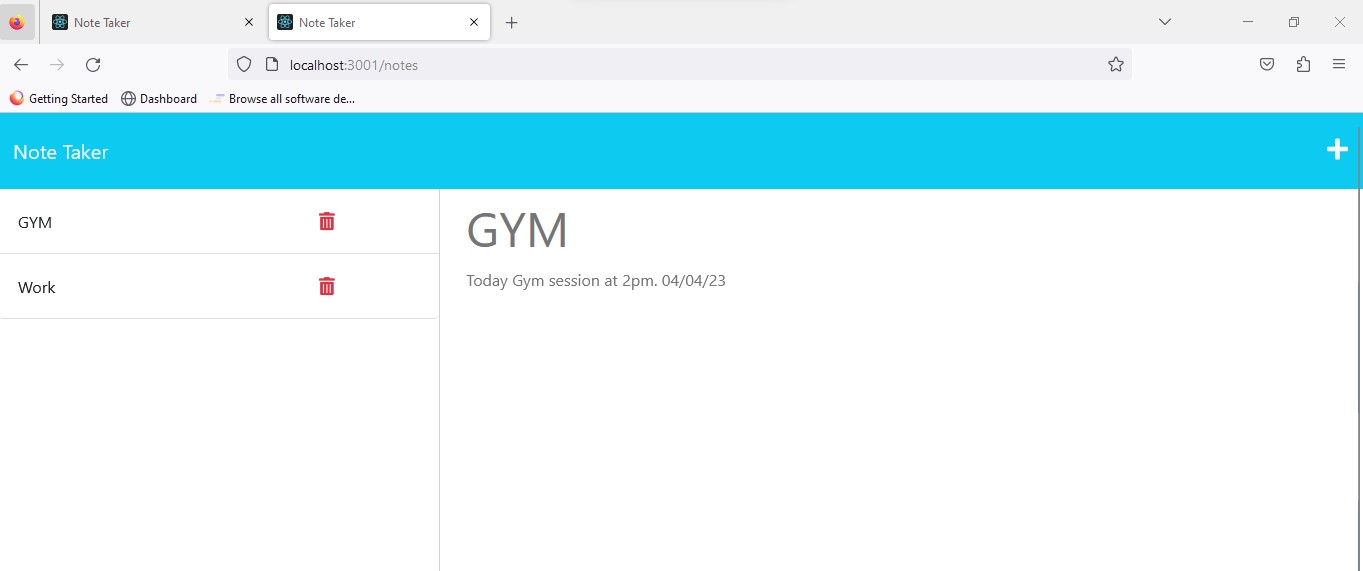 Note Taker
Note Taker
localhost:3001/notes
Getting Started
Dashboard
Browse all software de...
Note Taker
GYM
Work
GYM
Today Gym session at 2pm. 04/04/23